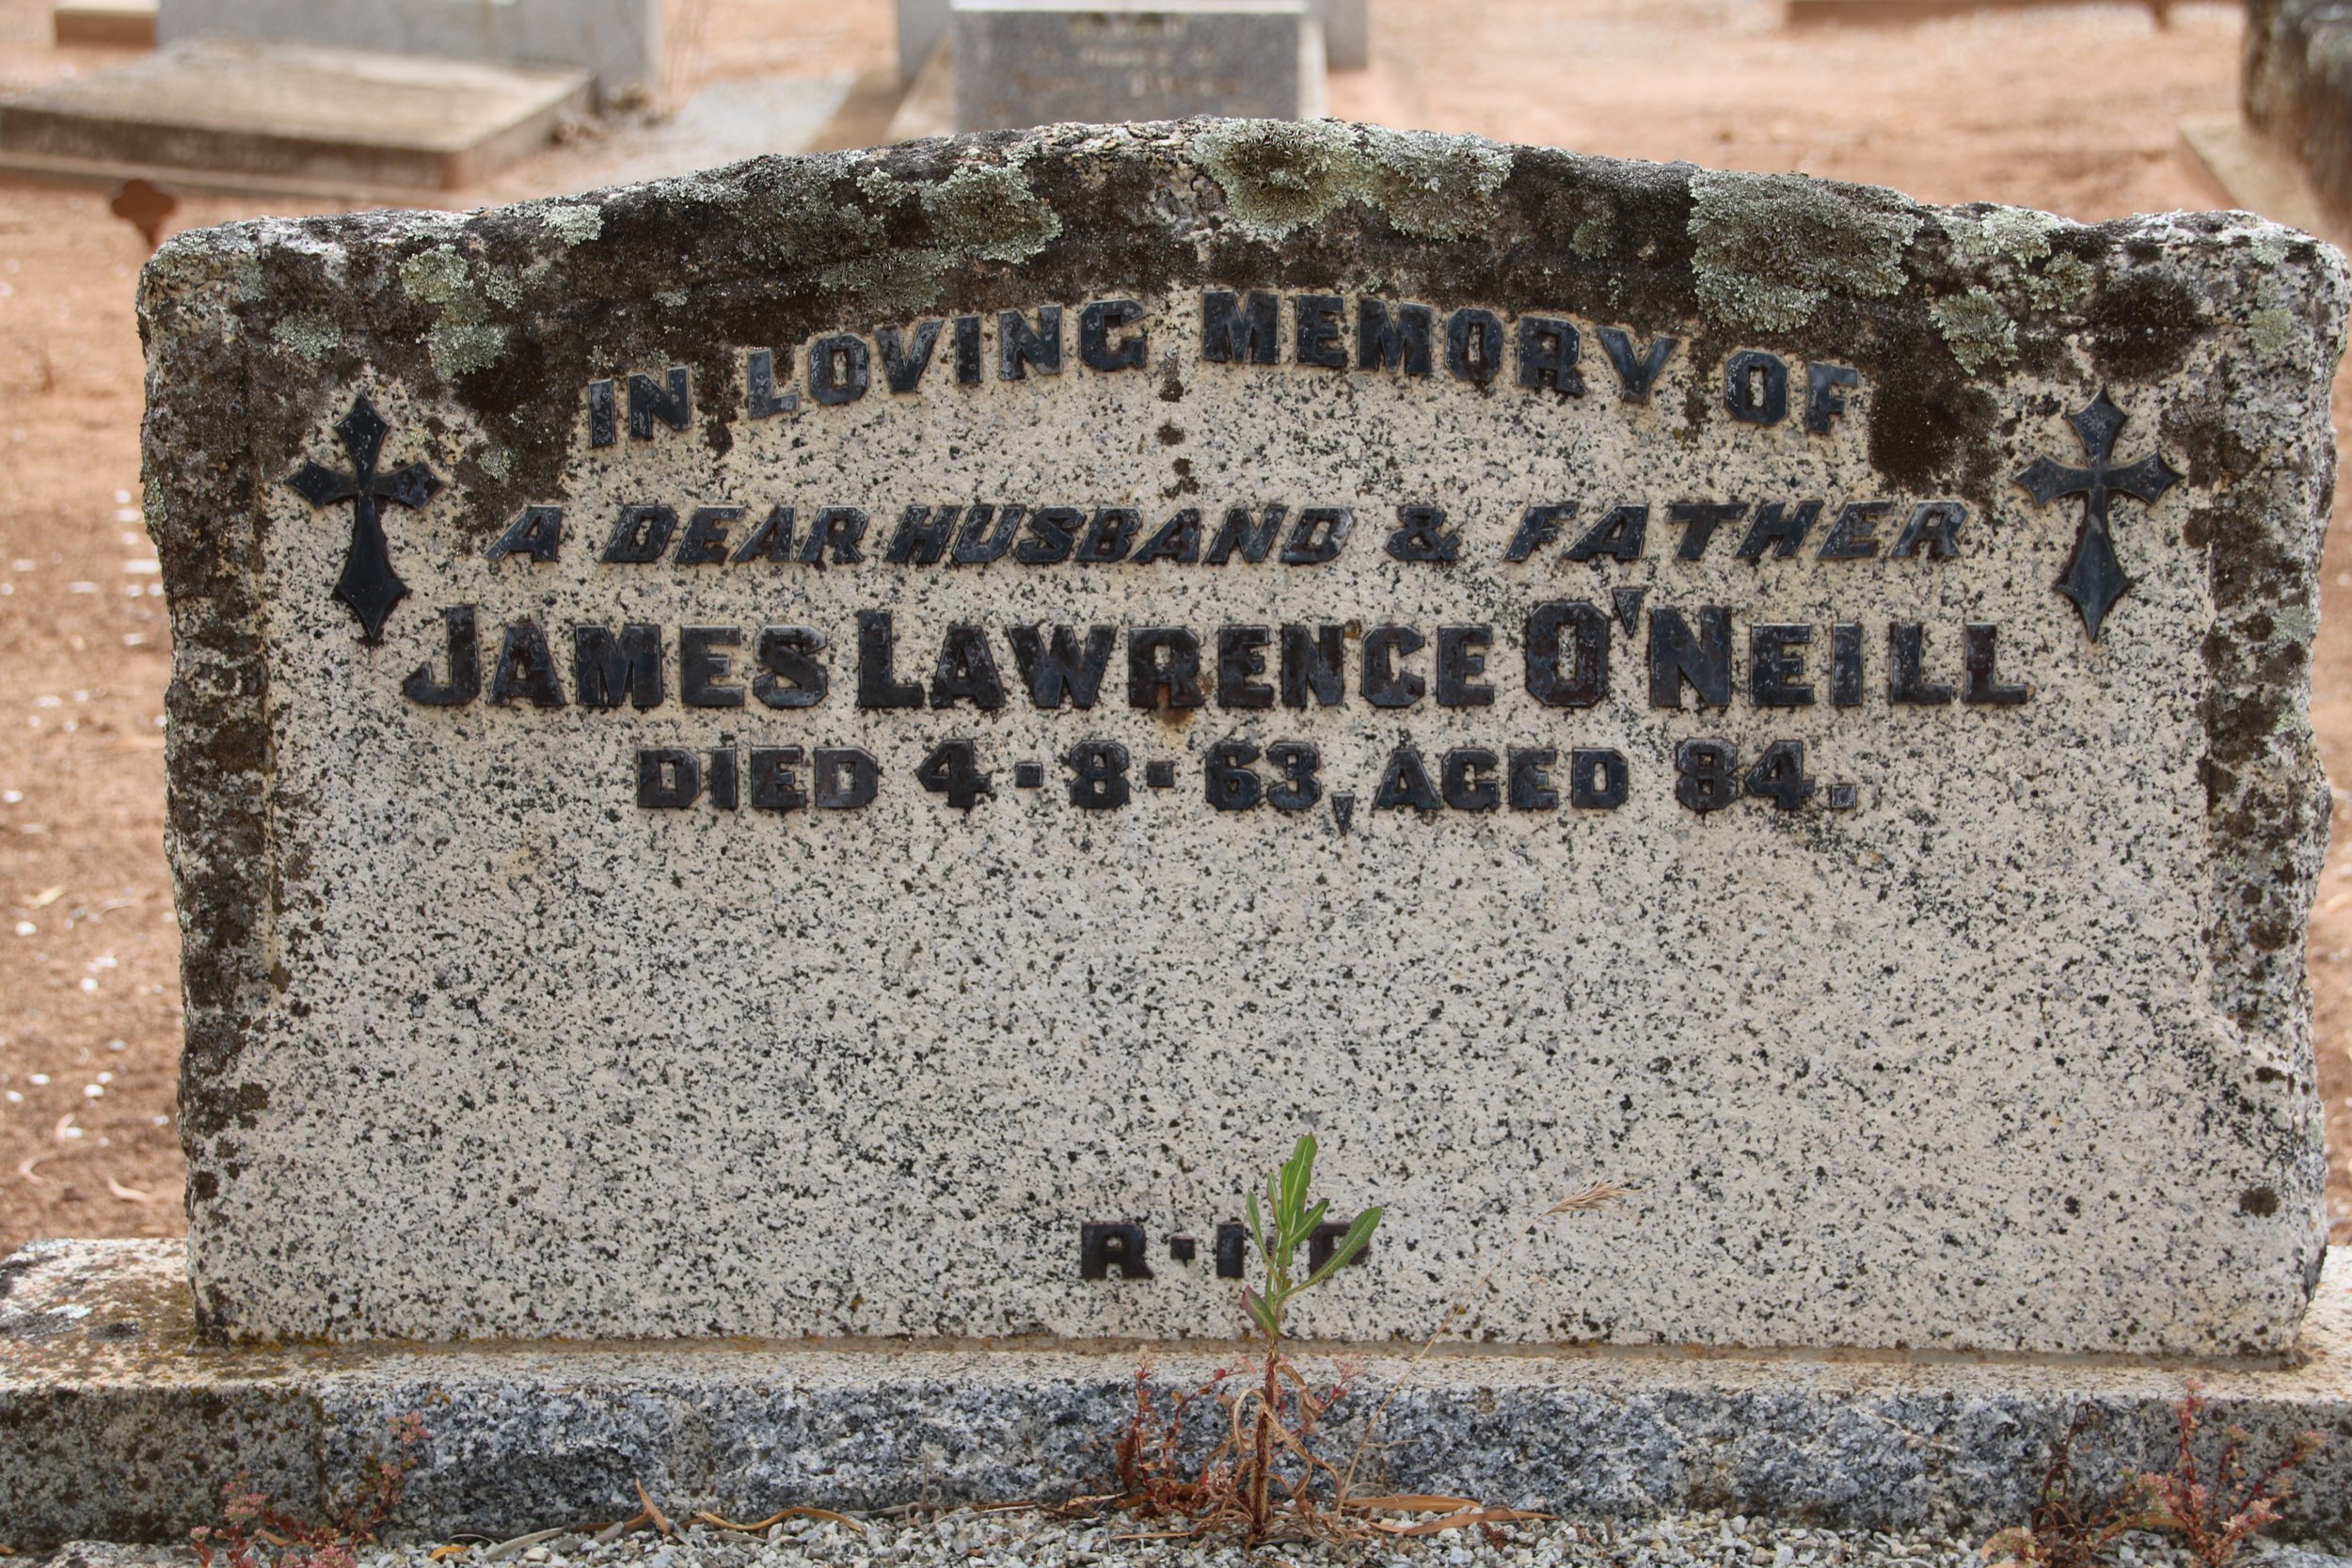 IN LOVING MEMORY OF
A DEAR HUSBAND & FATHER
JAMES LAWRENCE O'NEILL
DIED 4·8·63, AGED 84.
R·I·P